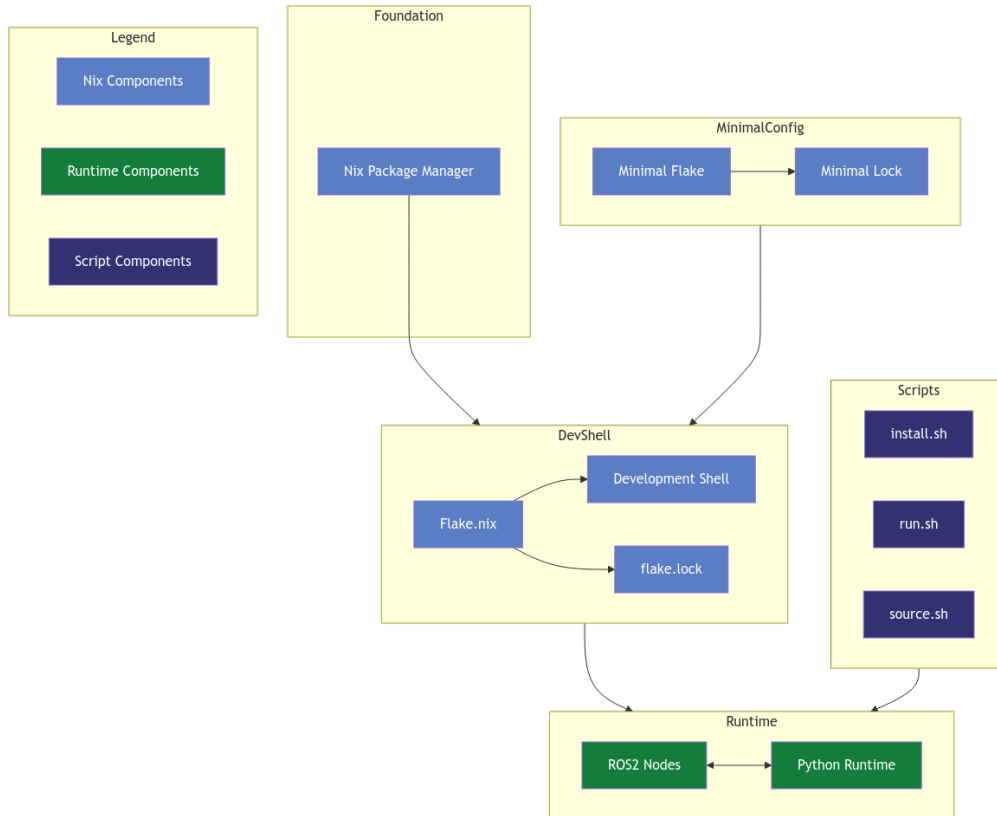 Legend
Nix Components
Runtime Components
Script Components
Foundation
Nix Package Manager
MinimalConfig
Minimal Flake
Minimal Lock
DevShell
Flake.nix
Development Shell
flake.lock
Scripts
install.sh
run.sh
source.sh
Runtime
ROS2 Nodes
Python Runtime